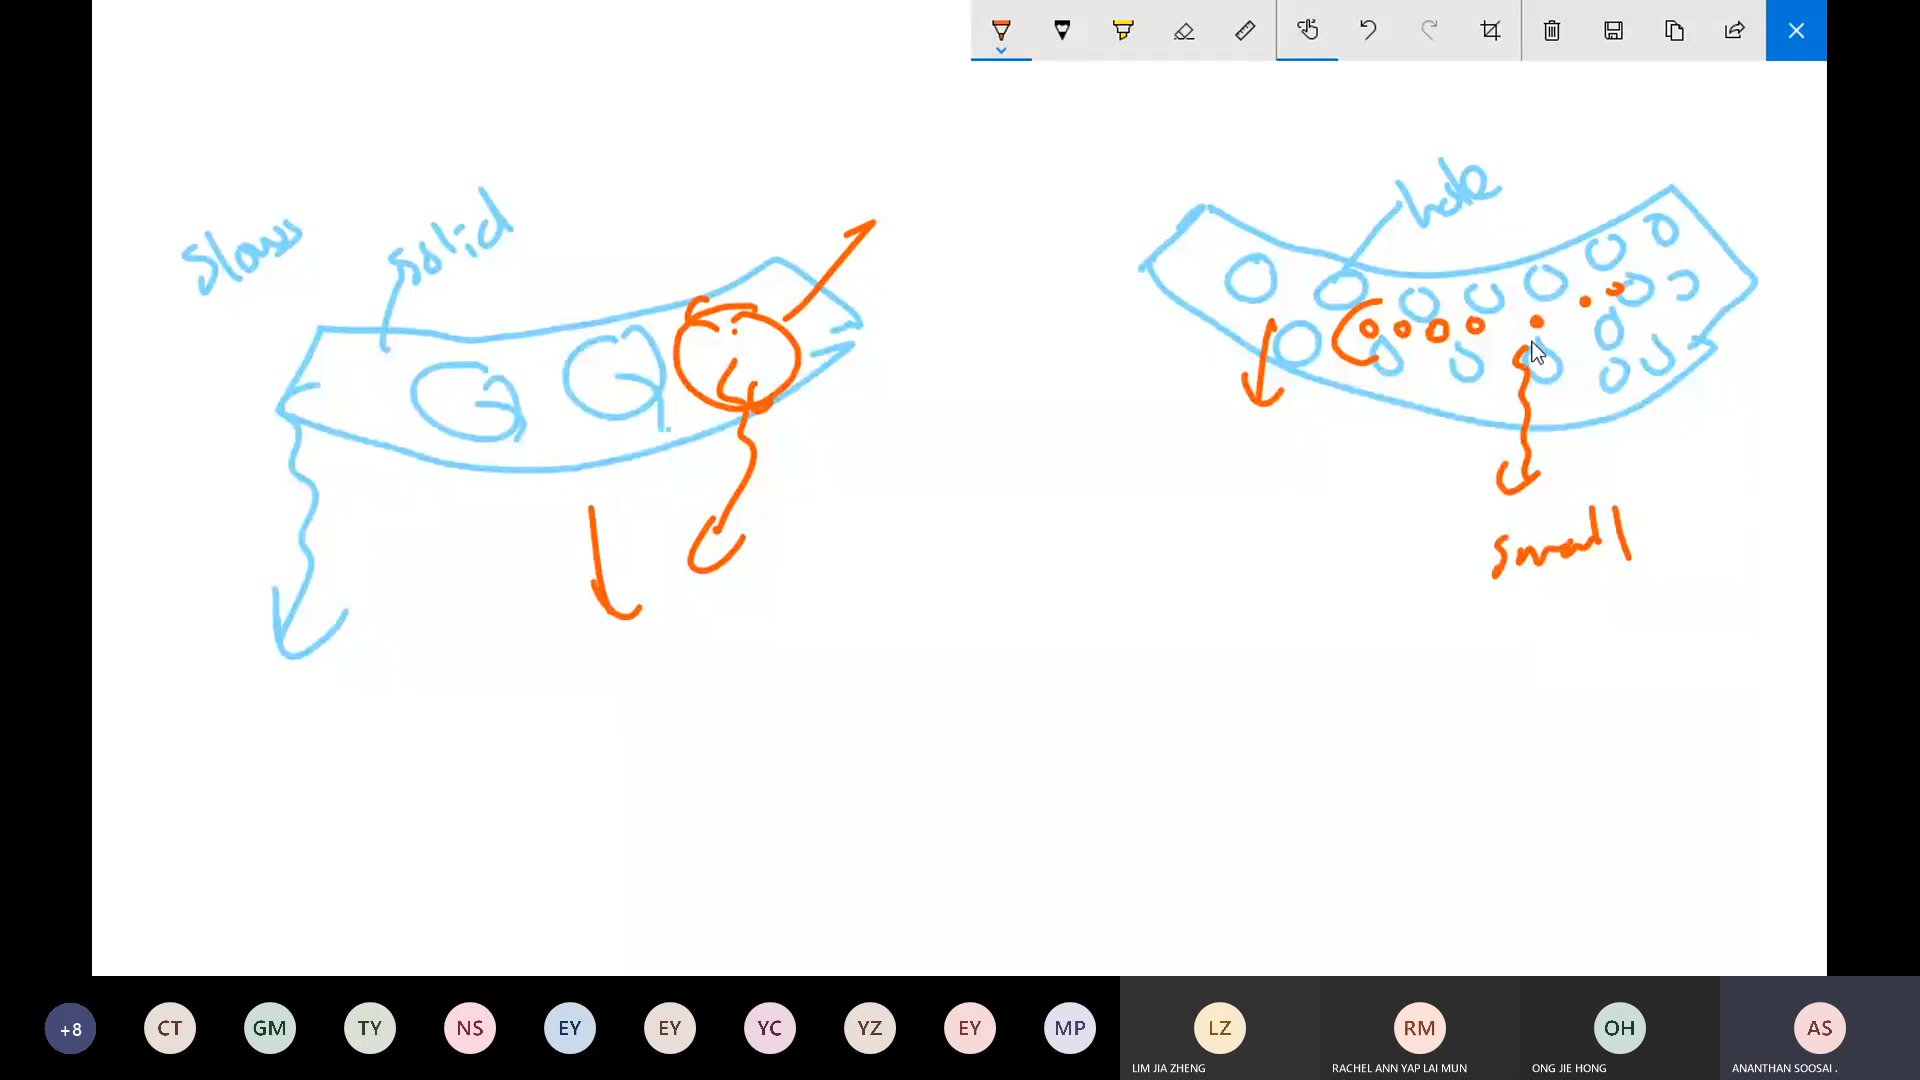 slow
solid
hole
small
+8
CT
GM
TY
NS
EY
EY
YC
YZ
EY
MP
LZ
RM
OH
AS
LIM JIA ZHENG
RACHEL ANN YAP LAI MUN
ONG JIE HONG
ANANTHAN SOOSAI .